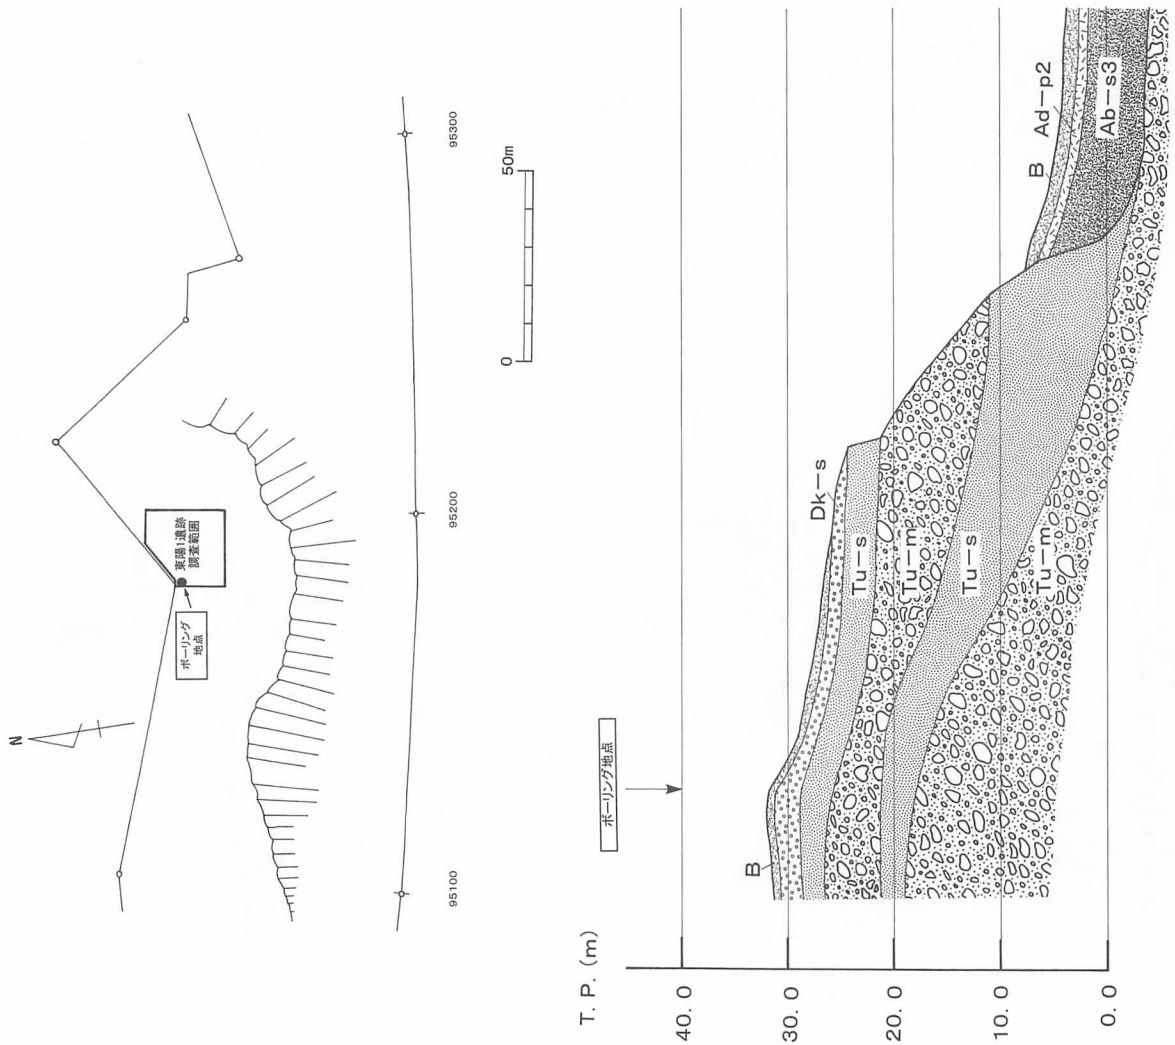 N
ボーリング
地点
東陽1遺跡
調査範囲
0
50m
95100
95200
95300
T. P. (m)
40. 0
30. 0
20. 0
10. 0
0. 0
ボーリング地点
B
Dk－s
Tu－s
Tu－m
Tu－s
Tu－m
B
Ad－p2
Ab－s3